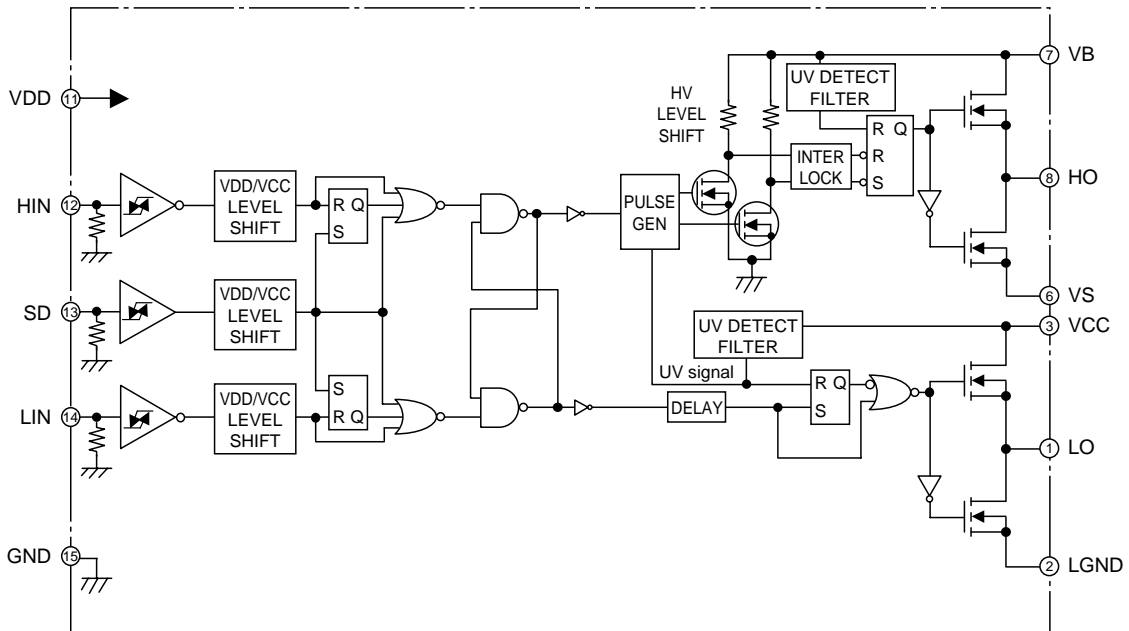 VDD 11
HIN 12
SD 13
LIN 14
GND 15
VDD/VCC
LEVEL
SHIFT
VDD/VCC
LEVEL
SHIFT
VDD/VCC
LEVEL
SHIFT
R Q
S
S
R Q
HV
LEVEL
SHIFT
PULSE
GEN
UV DETECT
FILTER
INTER
LOCK
R Q
R
S
UV DETECT
FILTER
UV signal
DELAY
R Q
S
7 VB
8 HO
6 VS
3 VCC
1 LO
2 LGND